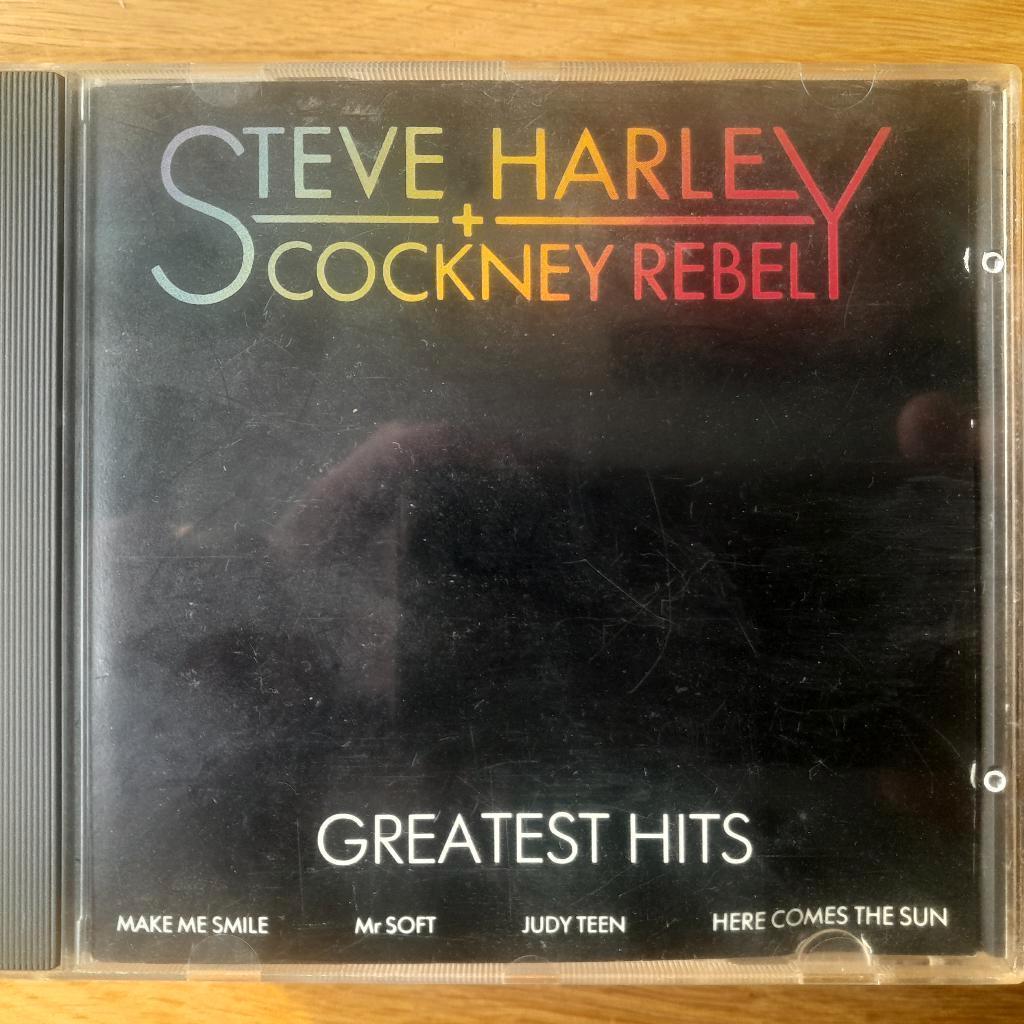 STEVE HARLEY
+
COCKNEY REBEL
GREATEST HITS
MAKE ME SMILE Mr SOFT JUDY TEEN HERE COMES THE SUN